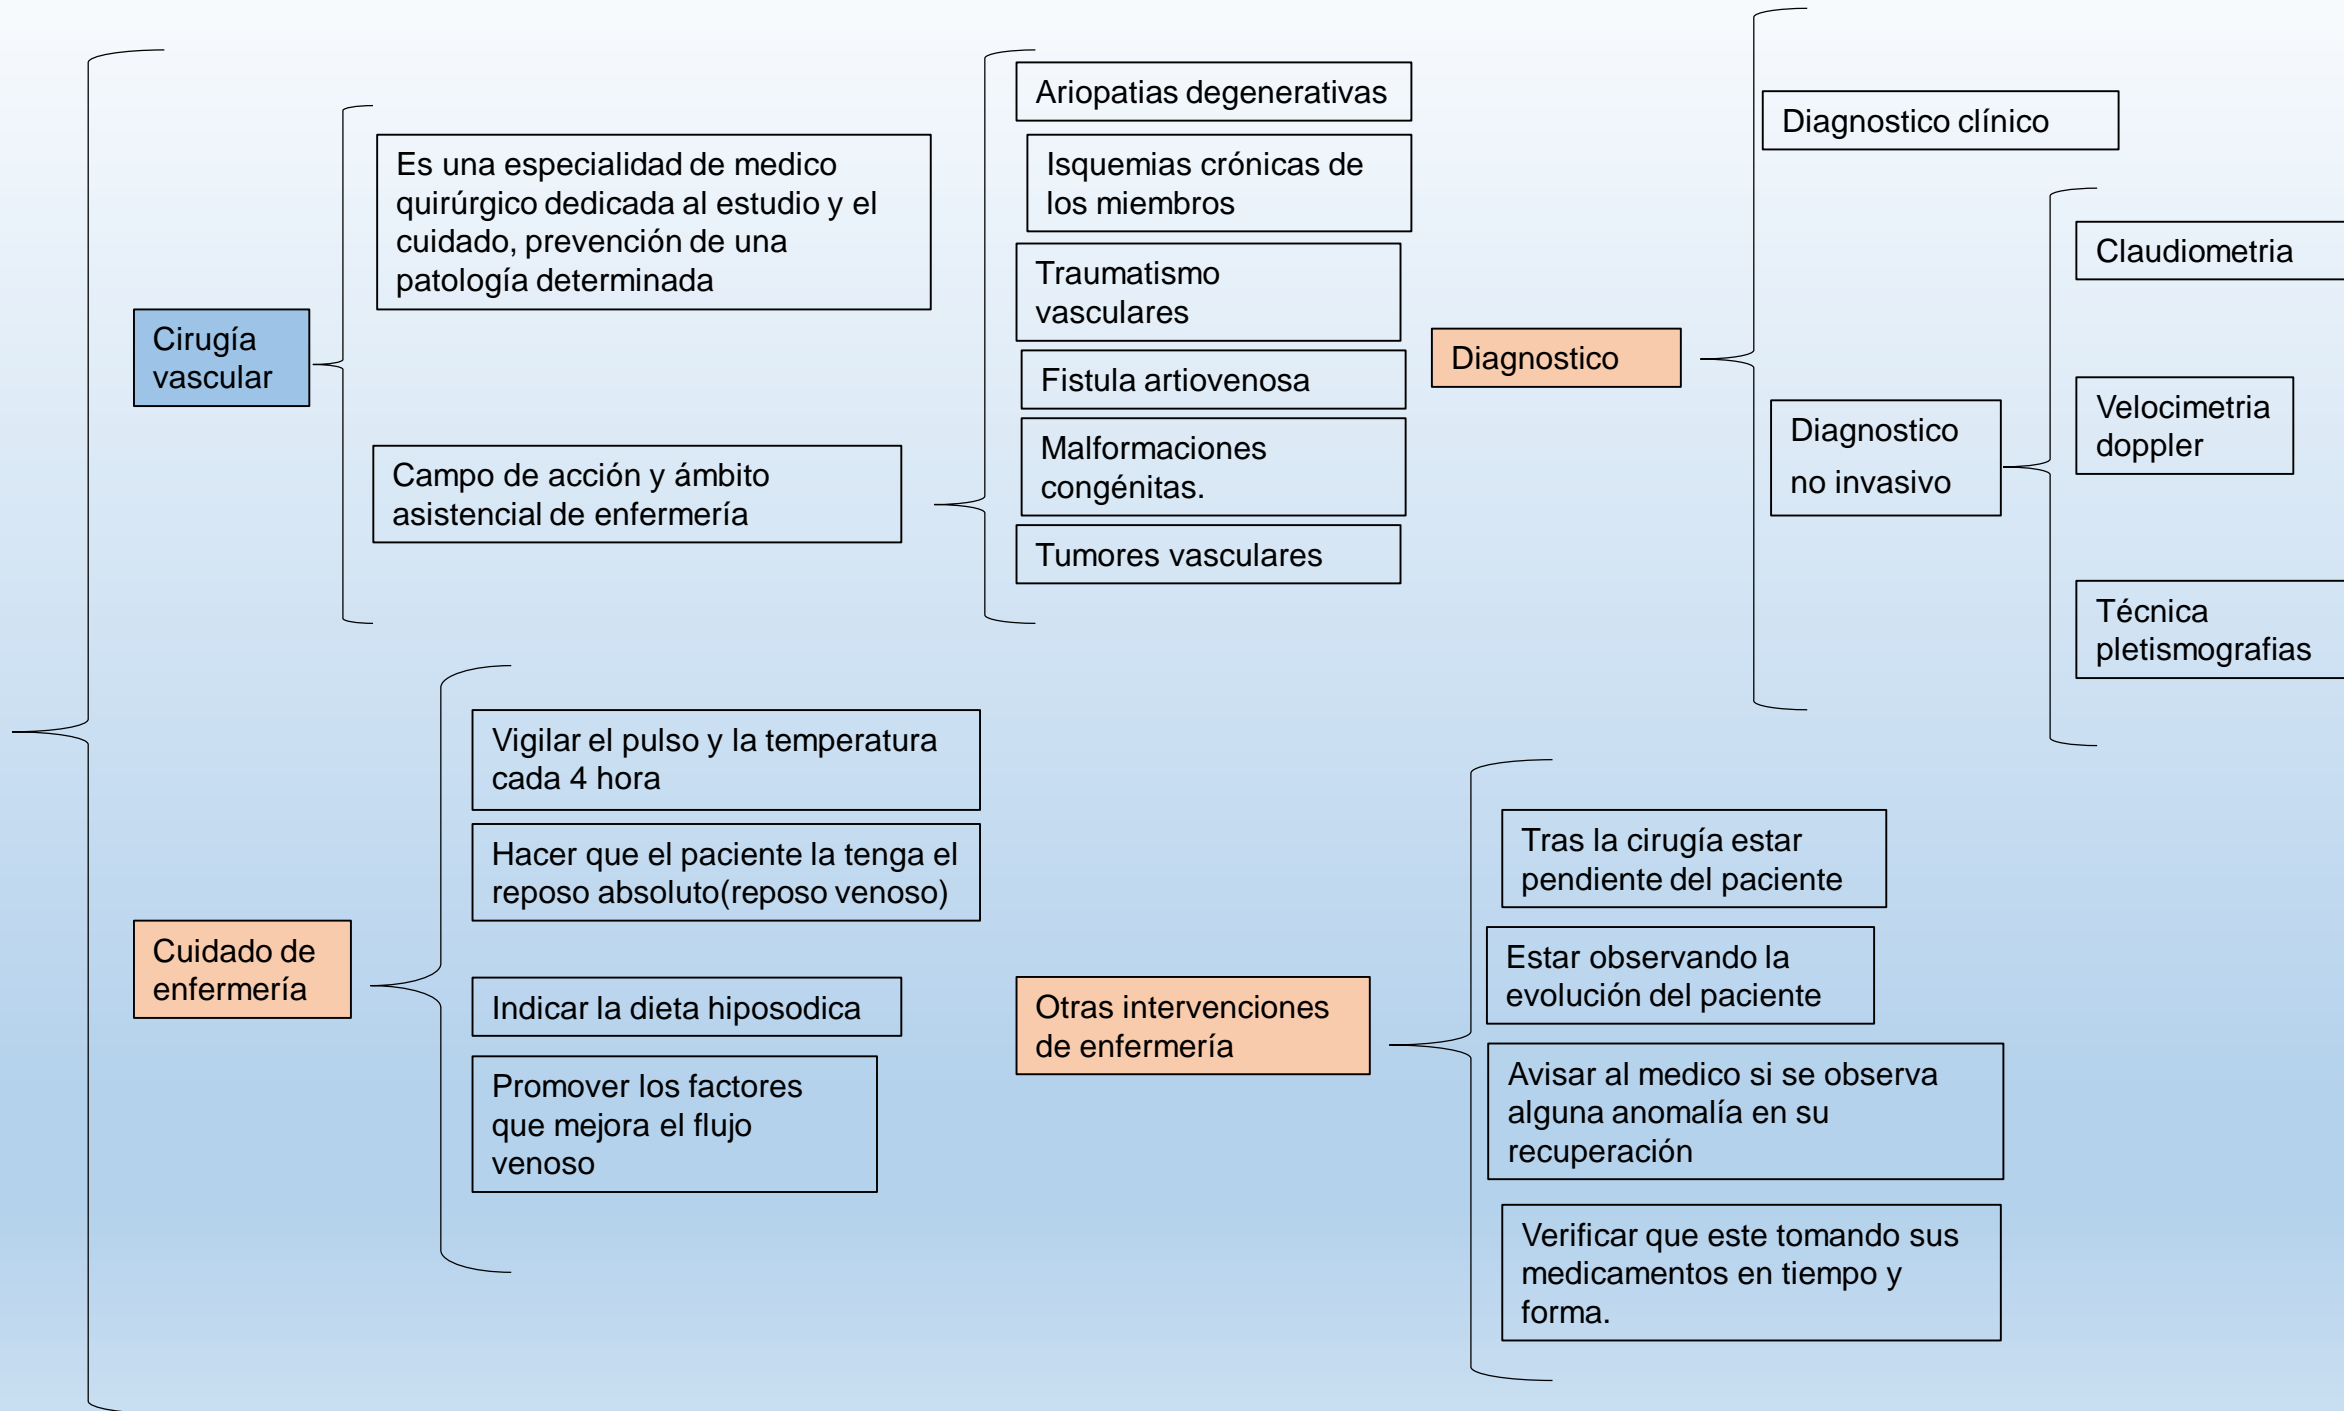 Cirugía
vascular
Es una especialidad de medico
quirúrgico dedicada al estudio y el
cuidado, prevención de una
patología determinada
Campo de acción y ámbito
asistencial de enfermería
Ariopatias degenerativas
Isquemias crónicas de
los miembros
Traumatismo
vasculares
Fistula artiovenosa
Malformaciones
congénitas.
Tumores vasculares
Diagnostico
Diagnostico clínico
Diagnostico
no invasivo
Claudiometria
Velocimetria
doppler
Técnica
pletismografias
Cuidado de
enfermería
Vigilar el pulso y la temperatura
cada 4 hora
Hacer que el paciente la tenga el
reposo absoluto(reposo venoso)
Indicar la dieta hiposodica
Promover los factores
que mejora el flujo
venoso
Otras intervenciones
de enfermería
Tras la cirugía estar
pendiente del paciente
Estar observando la
evolución del paciente
Avisar al medico si se observa
alguna anomalía en su
recuperación
Verificar que este tomando sus
medicamentos en tiempo y
forma.